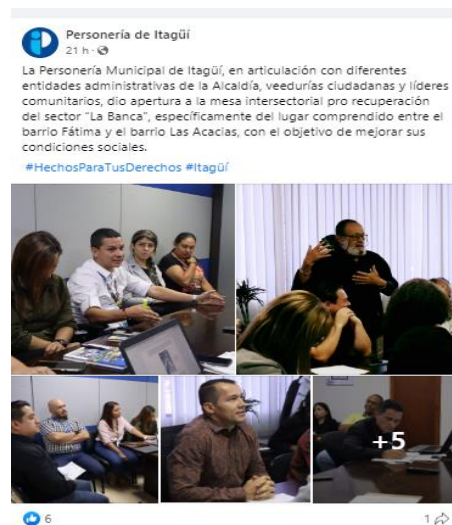 Personería de Itagüí
21 h ·
La Personería Municipal de Itagüí, en articulación con diferentes
entidades administrativas de la Alcaldía, veedurías ciudadanas y líderes
comunitarios, dio apertura a la mesa intersectorial pro recuperación
del sector "La Banca", específicamente del lugar comprendido entre el
barrio Fátima y el barrio Las Acacias, con el objetivo de mejorar sus
condiciones sociales.
#HechosParaTusDerechos #Itagüí
+5
6
1